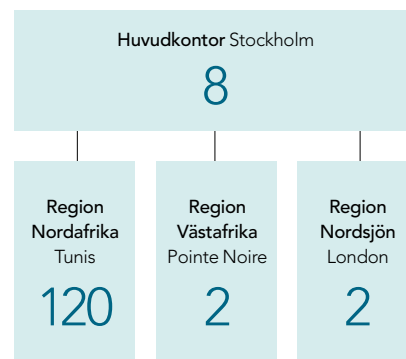 Huvudkontor Stockholm
8
Region
Nordafrika
Tunis
120
Region
Västafrika
Pointe Noire
2
Region
Nordsjön
London
2